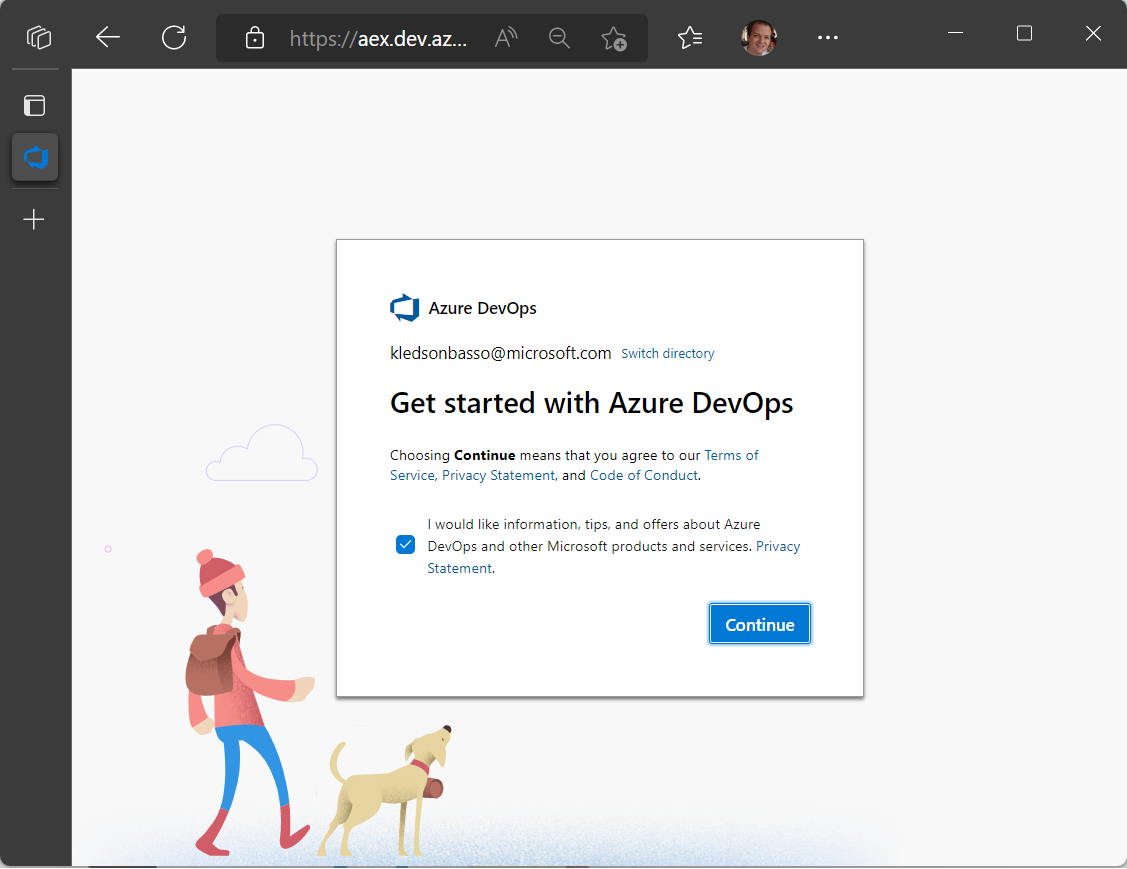 https://aex.dev.az...
Azure DevOps
kledsonbasso@microsoft.com Switch directory
Get started with Azure DevOps
Choosing Continue means that you agree to our Terms of
Service, Privacy Statement, and Code of Conduct.
I would like information, tips, and offers about Azure
DevOps and other Microsoft products and services. Privacy
Statement.
Continue